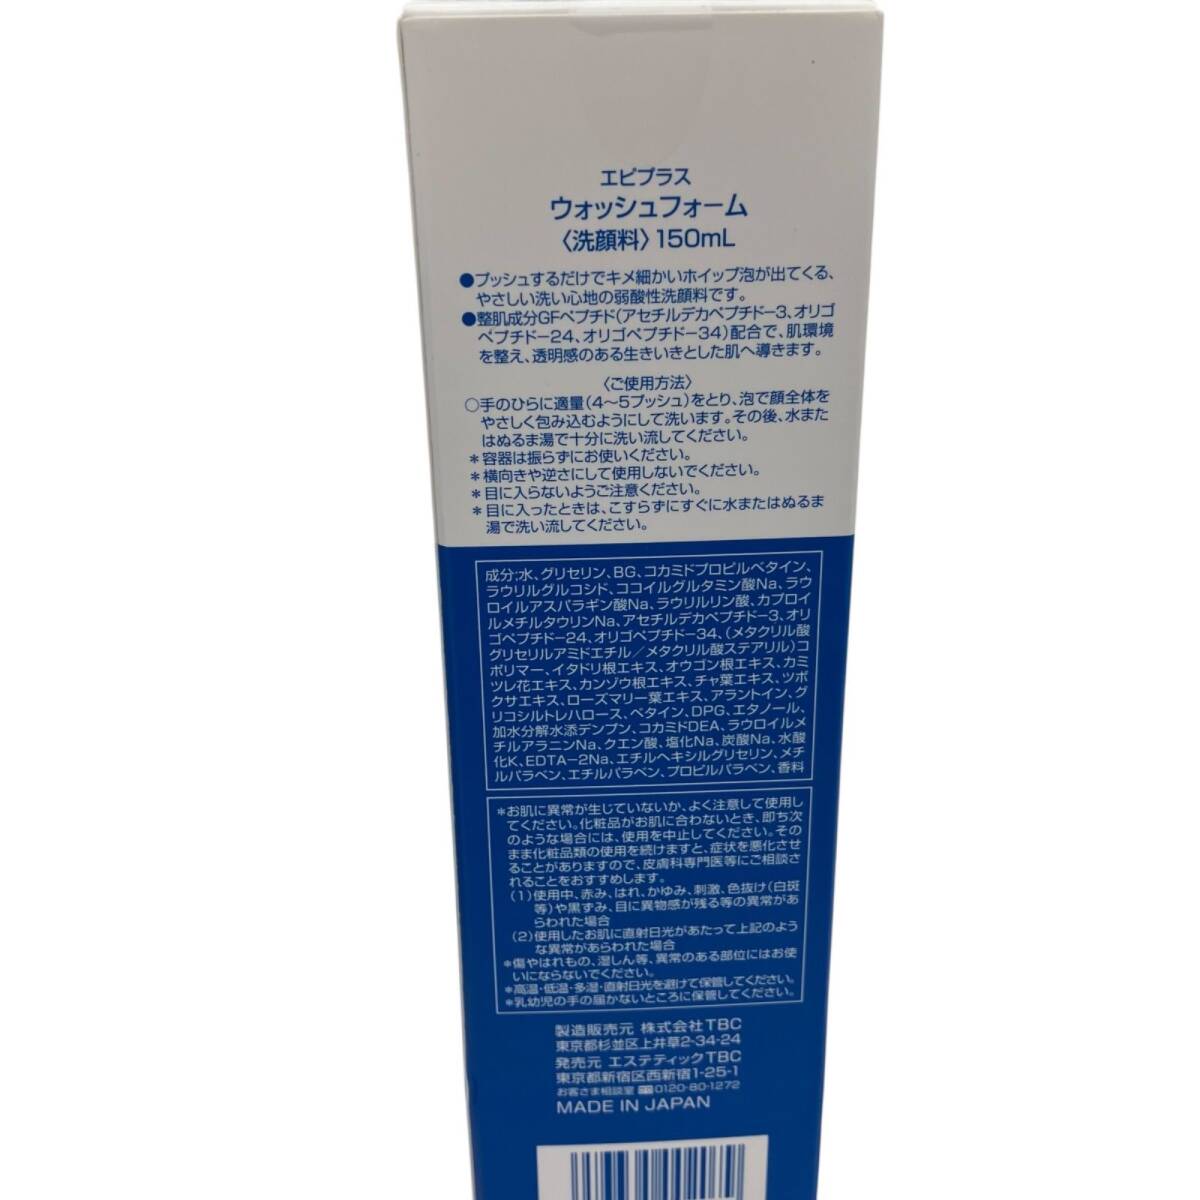 エピプラス
ウォッシュフォーム
〈洗顔料〉150mL
●プッシュするだけでキメ細かいホイップ泡が出てくる、
やさしい洗い心地の弱酸性洗顔料です。
●整肌成分GFペプチド(アセチルデカペプチド-3、オリゴ
ペプチド-24、オリゴペプチド-34)配合で、肌環境
を整え、透明感のある生きいきとした肌へ導きます。
〈ご使用方法〉
○手のひらに適量(4～5プッシュ)をとり、泡で顔全体を
やさしく包み込むようにして洗います。その後、水また
はぬるま湯で十分に洗い流してください。
＊容器は振らずにお使いください。
＊横向きや逆さにして使用しないでください。
＊目に入らないようご注意ください。
＊目に入ったときは、こすらずにすぐに水またはぬるま
湯で洗い流してください。
成分:水、グリセリン、BG、コカミドプロピルベタイン、
ラウリルグルコシド、ココイルグルタミン酸Na、ラウ
ロイルアスパラギン酸Na、ラウリルリン酸、カプロイ
ルメチルタウリンNa、アセチルデカペプチド-3、オリ
ゴペプチド-24、オリゴペプチド-34、(メタクリル酸
グリセリルアミドエチル／メタクリル酸ステアリル)コ
ポリマー、イタドリ根エキス、オウゴン根エキス、カミ
ツレ花エキス、カンゾウ根エキス、チャ葉エキス、ツボ
クサエキス、ローズマリー葉エキス、アラントイン、グ
リコシルトレハロース、ベタイン、DPG、エタノール、
加水分解水添デンプン、コカミドDEA、ラウロイルメ
チルアラニンNa、クエン酸、塩化Na、炭酸Na、水酸
化K、EDTA-2Na、エチルヘキシルグリセリン、メチ
ルパラベン、エチルパラベン、プロピルパラベン、香料
＊お肌に異常が生じていないか、よく注意して使用し
てください。化粧品がお肌に合わないとき、即ち次
のような場合には、使用を中止してください。その
まま化粧品類の使用を続けますと、症状を悪化させ
ることがありますので、皮膚科専門医等にご相談さ
れることをおすすめします。
(1)使用中、赤み、はれ、かゆみ、刺激、色抜け(白斑
等)や黒ずみ、目に異物感が残る等の異常があ
らわれた場合
(2)使用したお肌に直射日光があたって上記のよう
な異常があらわれた場合
＊傷やはれもの、湿しん等、異常のある部位にはお使
いにならないでください。
＊高温・低温・多湿・直射日光を避けて保管してください。
＊乳幼児の手の届かないところに保管してください。
製造販売元 株式会社TBC
東京都杉並区上井草2-34-24
発売元 エステティックTBC
東京都新宿区西新宿1-25-1
お客さま相談室 0120-80-1272
MADE IN JAPAN